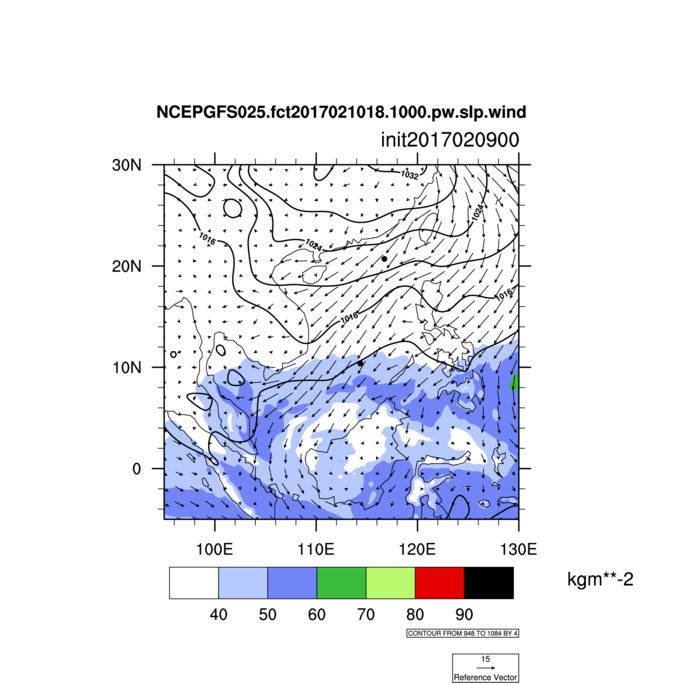 NCEPGFS025.fct2017021018.1000.pw.slp.wind
init2017020900
30N
1032
1024
1016
1024
20N
1016
1016
10N
0
100E
110E
120E
130E
kgm**-2
40
50
60
70
80
90
CONTOUR FROM 948 TO 1084 BY 4
15
Reference Vector